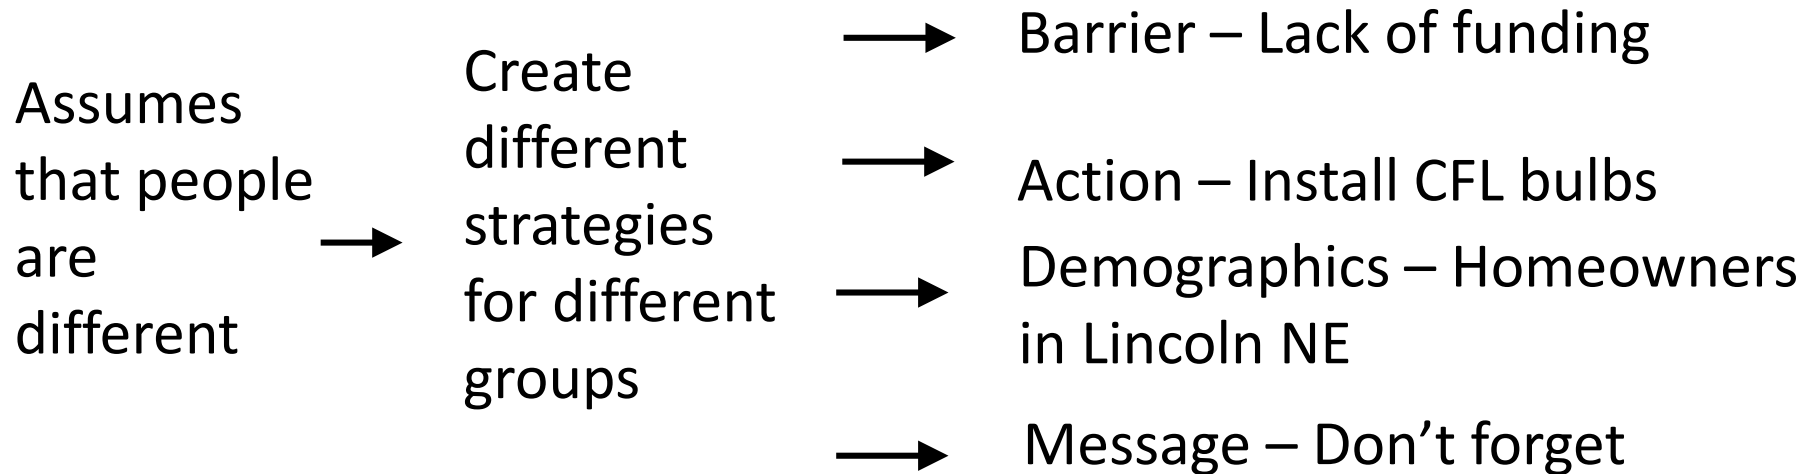 Assumes
that people
are
different
Create
different
strategies
for different
groups
Barrier – Lack of funding
Action – Install CFL bulbs
Demographics – Homeowners
in Lincoln NE
Message – Don’t forget